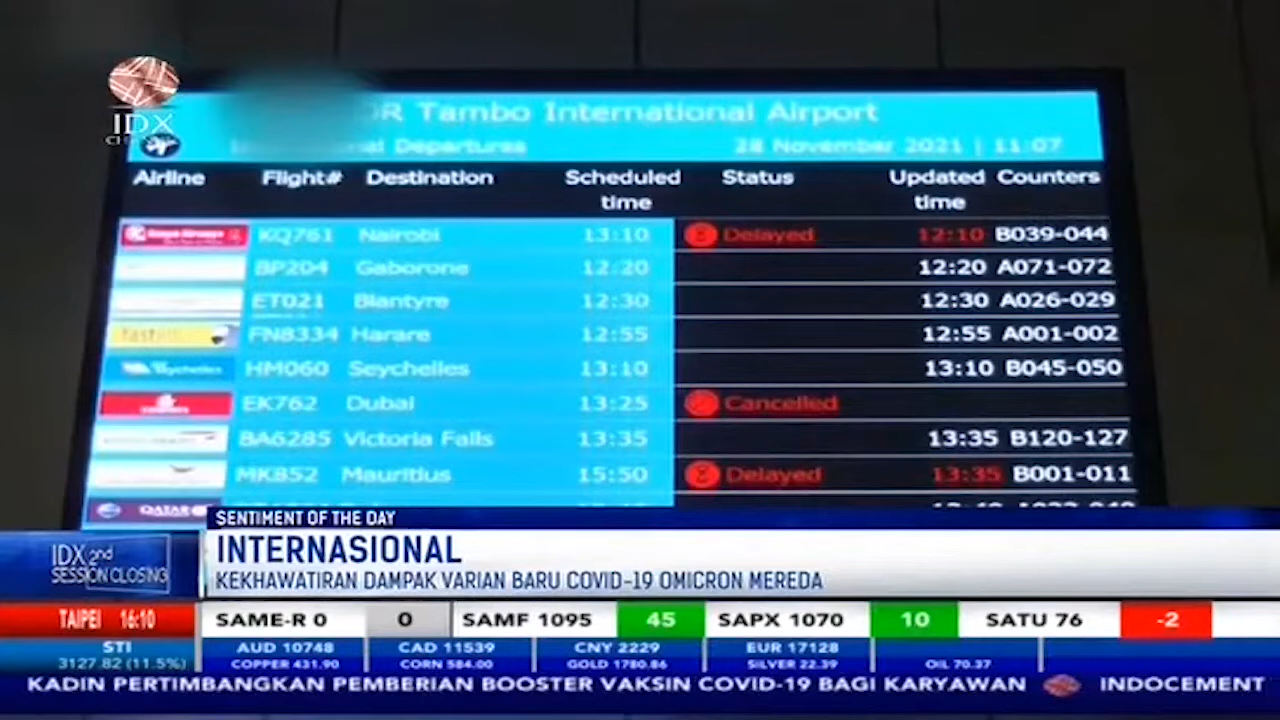 IDX
CHANNEL
OR Tambo International Airport
Departures 28 November 2021 | 11:07
Airline Flight# Destination Scheduled time Status Updated time Counters
KQ761 Nairobi 13:10 Delayed 12:10 B039-044
BP204 Gaborone 12:20 12:20 A071-072
ET021 Blantyre 12:30 12:30 A026-029
FN8334 Harare 12:55 12:55 A001-002
HM060 Seychelles 13:10 13:10 B045-050
EK762 Dubai 13:25 Cancelled
BA6285 Victoria Falls 13:35 13:35 B120-127
MK852 Mauritius 15:50 Delayed 13:35 B001-011
QATAR
SENTIMENT OF THE DAY
IDX 2nd SESSION CLOSING
INTERNASIONAL
KEKHAWATIRAN DAMPAK VARIAN BARU COVID-19 OMICRON MEREDA
TAIPEI 16:10 SAME-R 0 0 SAMF 1095 45 SAPX 1070 10 SATU 76 -2
STI AUD 10748 CAD 11539 CNY 2229 EUR 17128
3127.82 (11.5%) COPPER 431.90 CORN 584.00 GOLD 1780.86 SILVER 22.39 OIL 70.37
KADIN PERTIMBANGKAN PEMBERIAN BOOSTER VAKSIN COVID-19 BAGI KARYAWAN INDOCEMENT